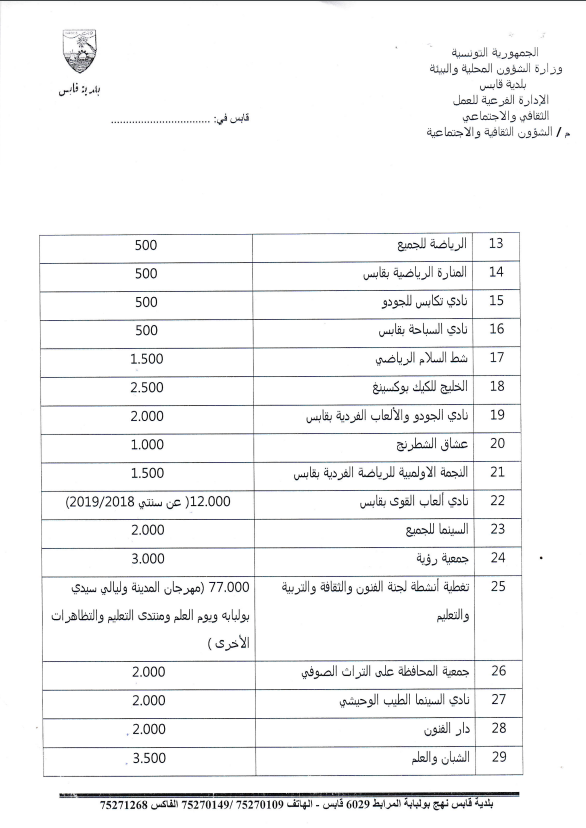 الجمهورية التونسية
وزارة الشؤون المحلية والبيئة
بلدية قابس
الإدارة الفرعية للعمل
الثقافي والاجتماعي
م / الشؤون الثقافية والاجتماعية
بلدية قابس
قابس في: .................................
13 الرياضة للجميع 500
14 المنارة الرياضية بقابس 500
15 نادي تكابس للجودو 500
16 نادي السباحة بقابس 500
17 شط السلام الرياضي 1.500
18 الخليج للكيك بوكسينغ 2.500
19 نادي الجودو والألعاب الفردية بقابس 2.000
20 عشاق الشطرنج 1.000
21 النجمة الاولمبية للرياضة الفردية بقابس 1.500
22 نادي ألعاب القوى بقابس 12.000( عن سنتي 2019/2018)
23 السينما للجميع 2.000
24 جمعية رؤية 3.000
25 تغطية أنشطة لجنة الفنون والثقافة والتربية 77.000 (مهرجان المدينة وليالي سيدي
والتعليم بولبابه ويوم العلم ومنتدى التعليم والتظاهرات
الأخرى )
26 جمعية المحافظة على التراث الصوفي 2.000
27 نادي السينما الطيب الوحيشي 2.000
28 دار الفنون 2.000
29 الشبان والعلم 3.500
بلدية قابس نهج بولبابة المرابط 6029 قابس - الهاتف 75270109 /75270149 الفاكس 75271268